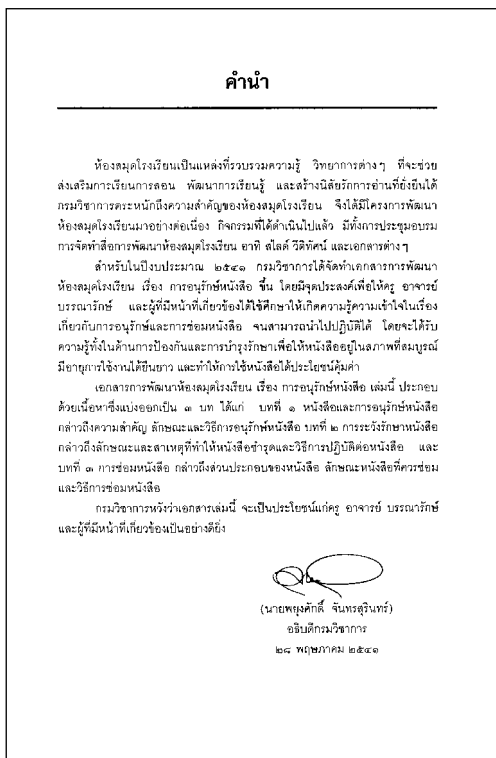 คำนำ
ห้องสมุดโรงเรียนเป็นแหล่งที่รวบรวมความรู้ วิทยาการต่างๆ ที่จะช่วย
ส่งเสริมการเรียนการสอน พัฒนาการเรียนรู้ และสร้างนิสัยรักการอ่านที่ยั่งยืนได้
กรมวิชาการตระหนักถึงความสำคัญของห้องสมุดโรงเรียน จึงได้มีโครงการพัฒนา
ห้องสมุดโรงเรียนมาอย่างต่อเนื่อง กิจกรรมที่ได้ดำเนินไปแล้ว มีทั้งการประชุมอบรม
การจัดทำสื่อการพัฒนาห้องสมุดโรงเรียน อาทิ สไลด์ วีดิทัศน์ และเอกสารต่างๆ
สำหรับในปีงบประมาณ ๒๕๔๑ กรมวิชาการได้จัดทำเอกสารการพัฒนา
ห้องสมุดโรงเรียน เรื่อง การอนุรักษ์หนังสือ ขึ้น โดยมีจุดประสงค์เพื่อให้ครู อาจารย์
บรรณารักษ์ และผู้ที่มีหน้าที่เกี่ยวข้องได้ใช้ศึกษาให้เกิดความรู้ความเข้าใจในเรื่อง
เกี่ยวกับการอนุรักษ์และการซ่อมหนังสือ จนสามารถนำไปปฏิบัติได้ โดยจะได้รับ
ความรู้ทั้งในด้านการป้องกันและการบำรุงรักษาเพื่อให้หนังสืออยู่ในสภาพที่สมบูรณ์
มีอายุการใช้งานได้ยืนยาว และทำให้การใช้หนังสือได้ประโยชน์คุ้มค่า
เอกสารการพัฒนาห้องสมุดโรงเรียน เรื่อง การอนุรักษ์หนังสือ เล่มนี้ ประกอบ
ด้วยเนื้อหาซึ่งแบ่งออกเป็น ๓ บท ได้แก่ บทที่ ๑ หนังสือและการอนุรักษ์หนังสือ
กล่าวถึงความสำคัญ ลักษณะและวิธีการอนุรักษ์หนังสือ บทที่ ๒ การระวังรักษาหนังสือ
กล่าวถึงลักษณะและสาเหตุที่ทำให้หนังสือชำรุดและวิธีการปฏิบัติต่อหนังสือ และ
บทที่ ๓ การซ่อมหนังสือ กล่าวถึงส่วนประกอบของหนังสือ ลักษณะหนังสือที่ควรซ่อม
และวิธีการซ่อมหนังสือ
กรมวิชาการหวังว่าเอกสารเล่มนี้ จะเป็นประโยชน์แก่ครู อาจารย์ บรรณารักษ์
และผู้ที่มีหน้าที่เกี่ยวข้องเป็นอย่างดียิ่ง
(นายพยุงศักดิ์ จันทรสุรินทร์)
อธิบดีกรมวิชาการ
๒๘ พฤษภาคม ๒๕๔๑